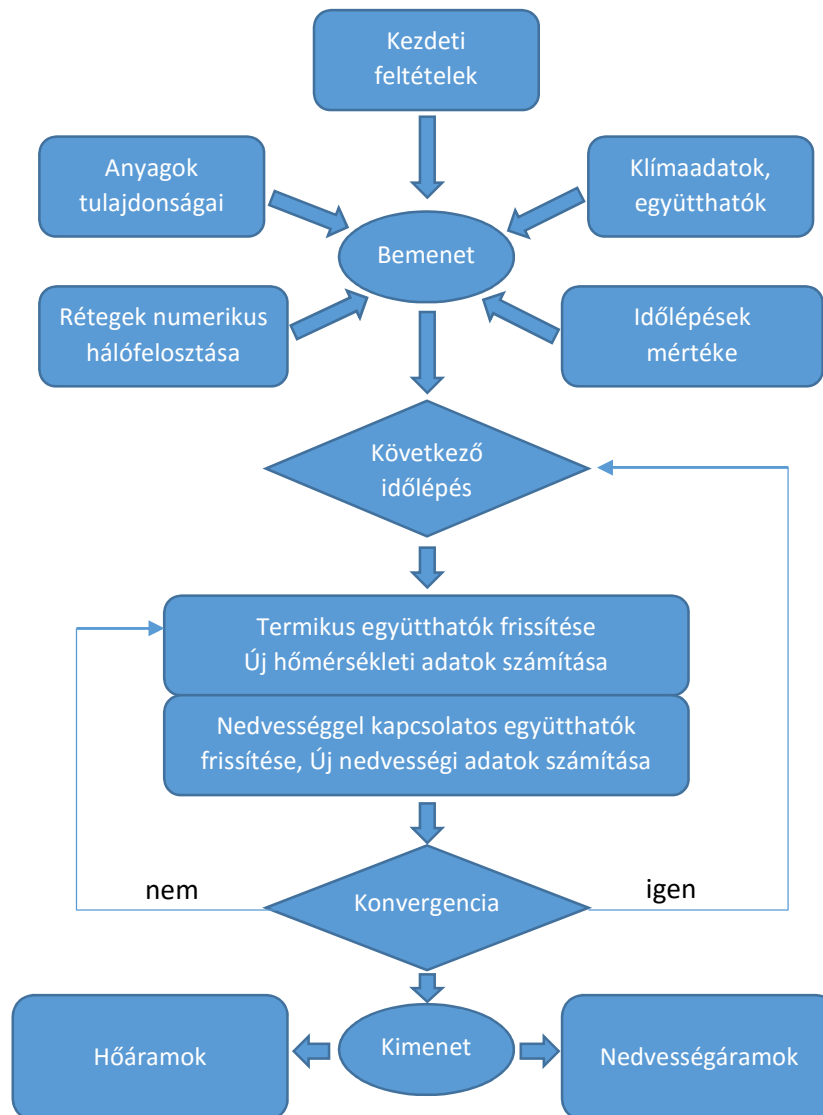 Kezdeti
feltételek
Anyagok
tulajdonságai
Klímaadatok,
együtthatók
Bemenet
Rétegek numerikus
hálófelosztása
Időlépések
mértéke
Következő
időlépés
Termikus együtthatók frissítése
Új hőmérsékleti adatok számítása
Nedvességgel kapcsolatos együtthatók
frissítése, Új nedvességi adatok számítása
nem
Konvergencia
igen
Hőáramok
Kimenet
Nedvességáramok